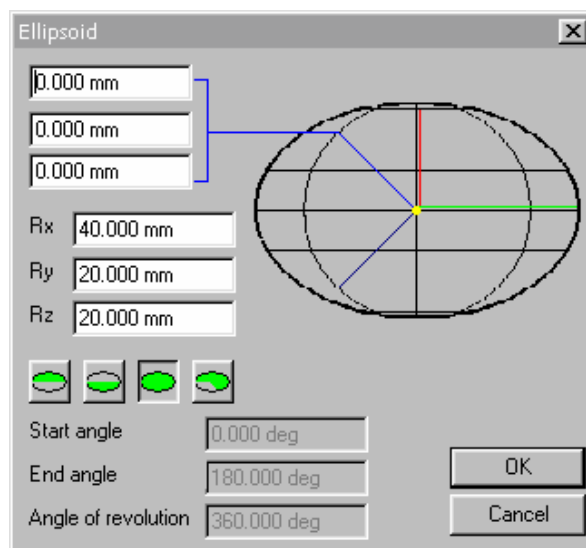 Ellipsoid
0.000 mm
0.000 mm
0.000 mm
Rx 40.000 mm
Ry 20.000 mm
Rz 20.000 mm
Start angle 0.000 deg
End angle 180.000 deg
OK
Angle of revolution 360.000 deg
Cancel